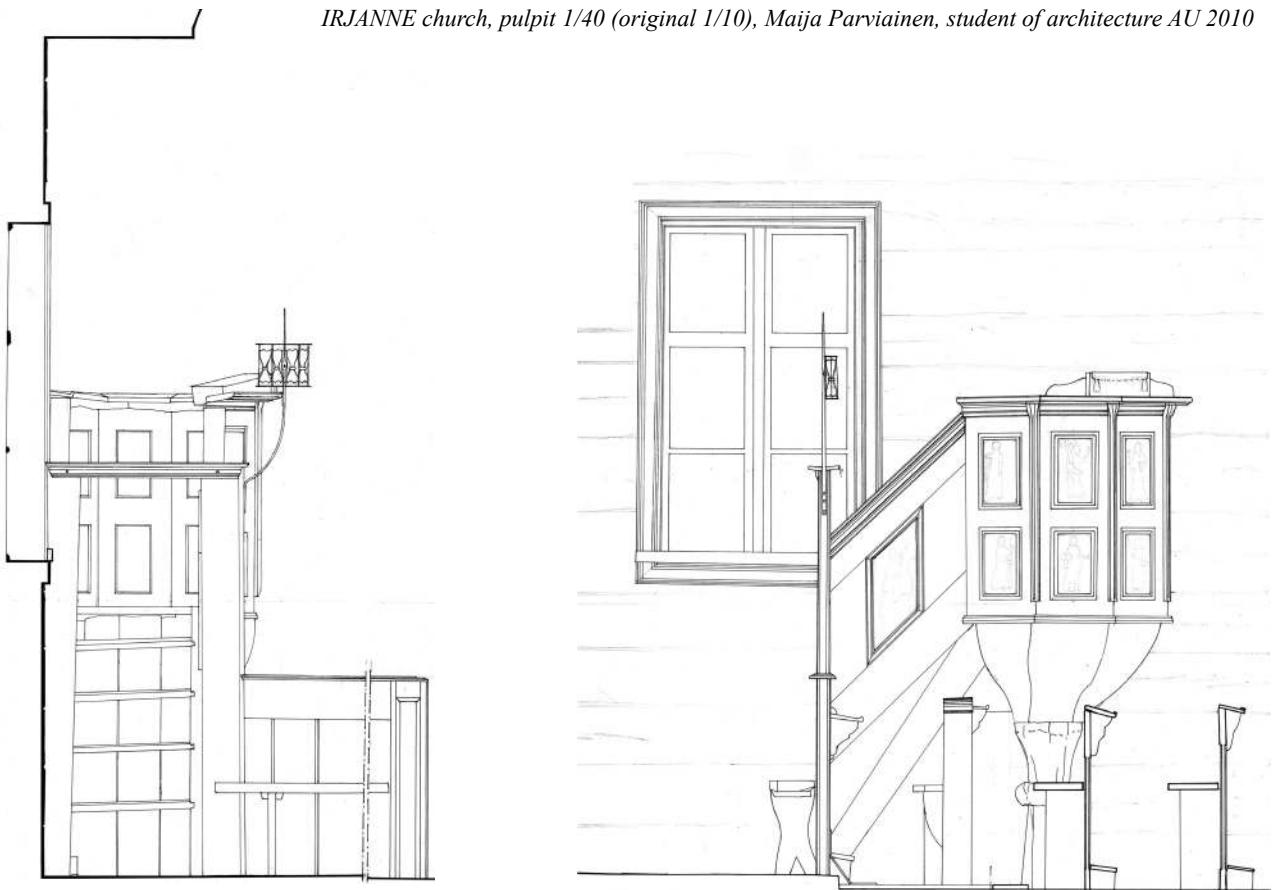 IRJANNE church, pulpit 1/40 (original 1/10), Maija Parviainen, student of architecture AU 2010